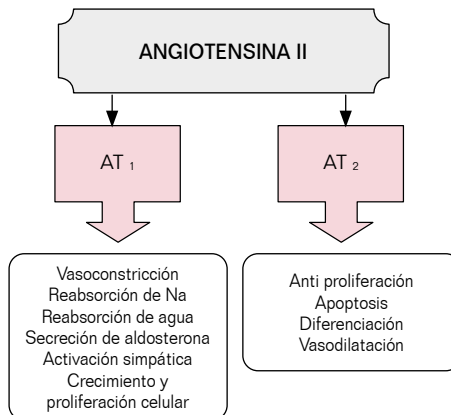 ANGIOTENSINA II
AT 1
AT 2
Vasoconstricción
Reabsorción de Na
Reabsorción de agua
Secreción de aldosterona
Activación simpática
Crecimiento y
proliferación celular
Anti proliferación
Apoptosis
Diferenciación
Vasodilatación